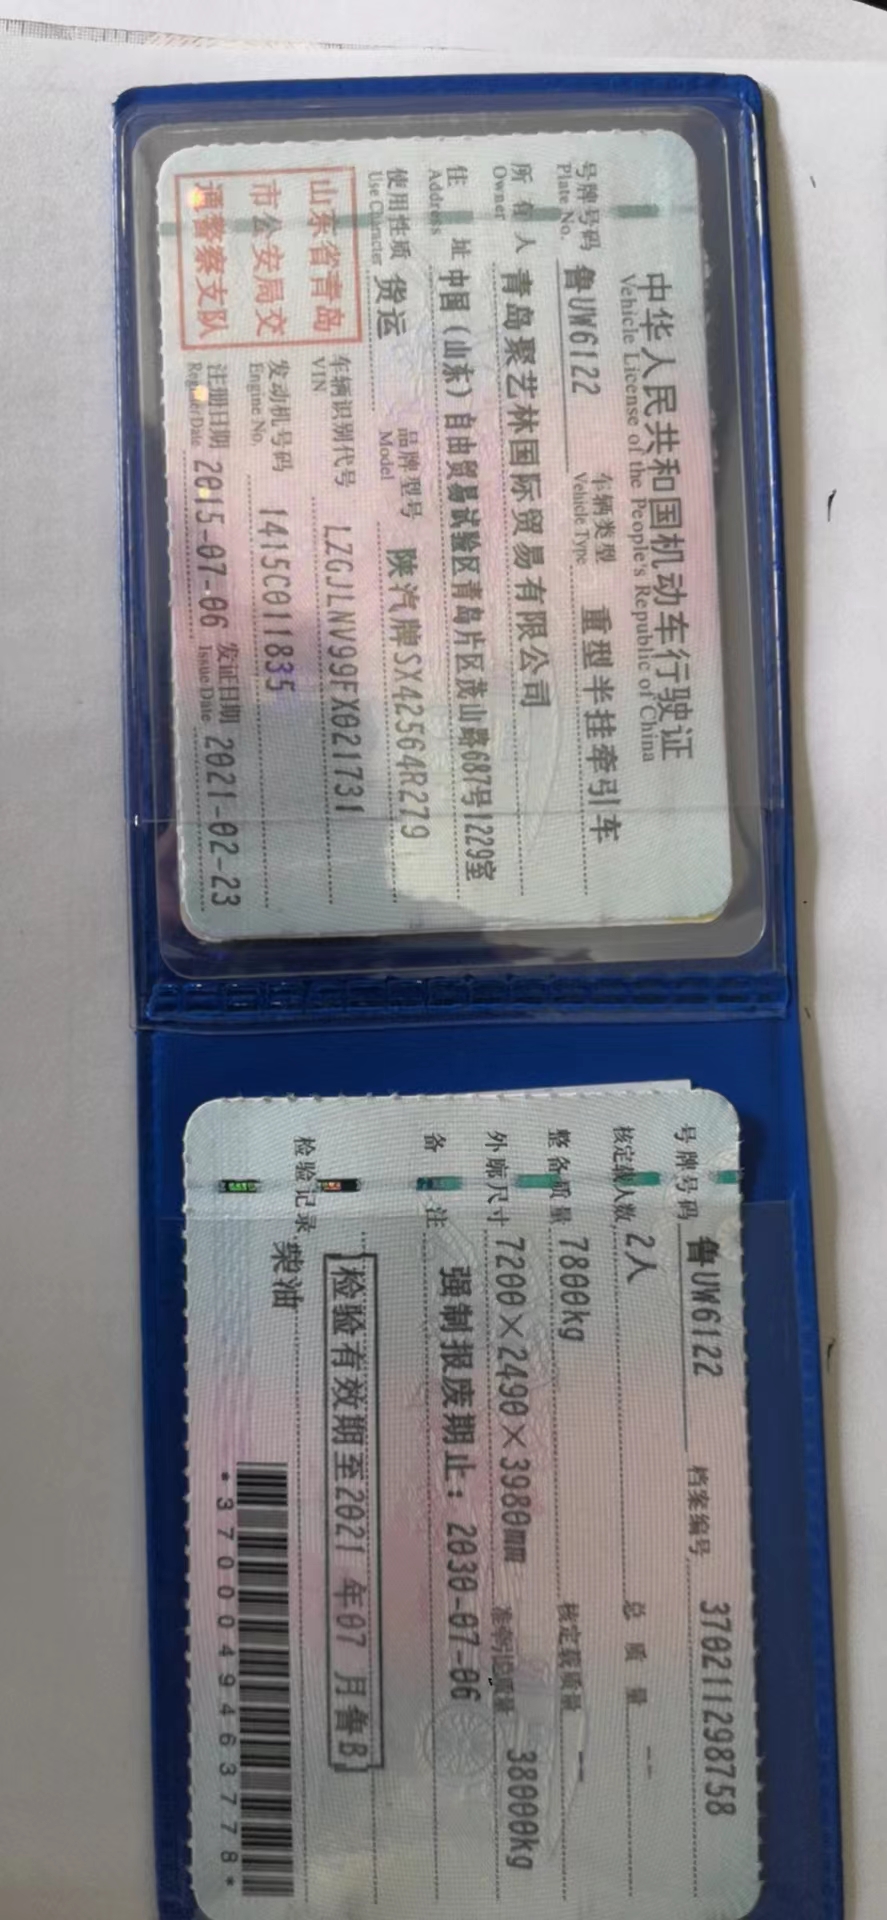 中华人民共和国机动车行驶证
Vehicle License of the People's Republic of China
号牌号码 鲁UW6122 车辆类型 重型半挂牵引车
Plate No. Vehicle Type
所有人 青岛聚艺林国际贸易有限公司
Owner
住址 中国(山东)自由贸易试验区青岛片区茂山路687号1229室
Address
使用性质 货运 品牌型号 陕汽牌SX42564R279
Use Character Model
山东省青岛
市公安局交
通警察支队
车辆识别代号 LZGJLNV99FX021731
VIN
发动机号码 1415C011835
Engine No.
注册日期 2015-07-06 发证日期 2021-02-23
Register Date Issue Date
号牌号码 鲁UW6122 档案编号 370211298758
核定载人数 2人 总质量 --
整备质量 7800kg 核定载质量 --
外廓尺寸 7200×2490×3980mm 准牵引总质量 38000kg
备注 强制报废期止：2030-07-06
检验有效期至2021年07月鲁B
检验记录
柴油
*3700049463778*